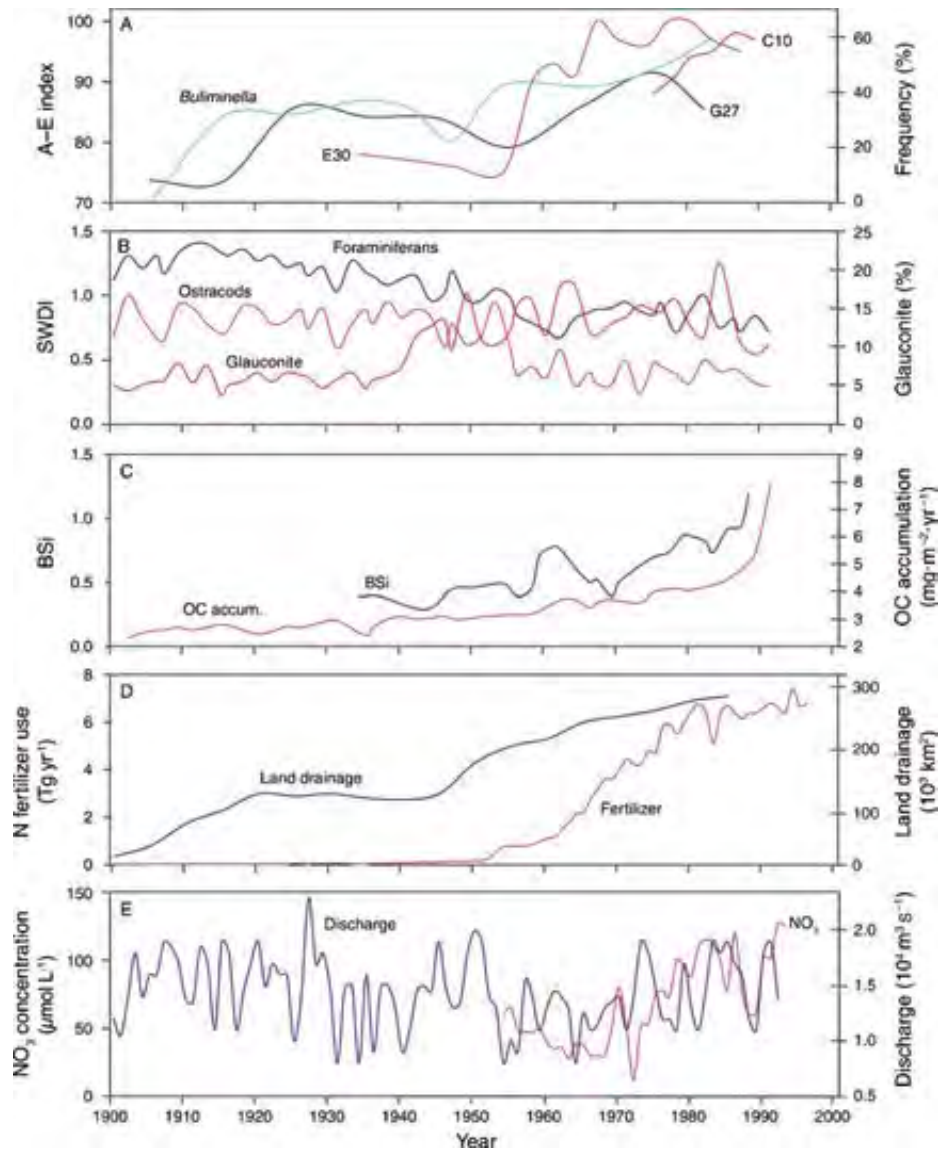 A
100
90
80
70
A–E index
Buliminella
E30
C10
G27
60
40
20
0
Frequency (%)
B
1.5
1.0
0.5
0.0
SWDI
Foraminiferans
Ostracods
Glauconite
25
20
15
10
5
0
Glauconite (%)
C
1.5
1.0
0.5
0.0
BSi
BSi
OC accum.
9
8
7
6
5
4
3
2
OC accumulation
(mg·m⁻²·yr⁻¹)
D
8
6
4
2
0
N fertilizer use
(Tg yr⁻¹)
Land drainage
Fertilizer
300
200
100
0
Land drainage
(10³ km²)
E
150
100
50
0
NO₃ concentration
(µmol L⁻¹)
Discharge
NO₃
2.0
1.5
1.0
0.5
Discharge (10⁴ m³ s⁻¹)
1900 1910 1920 1930 1940 1950 1960 1970 1980 1990 2000
Year